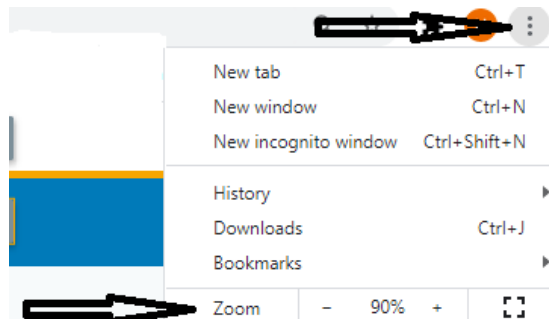 New tab Ctrl+T
New window Ctrl+N
New incognito window Ctrl+Shift+N
History
Downloads Ctrl+J
Bookmarks
Zoom - 90% +